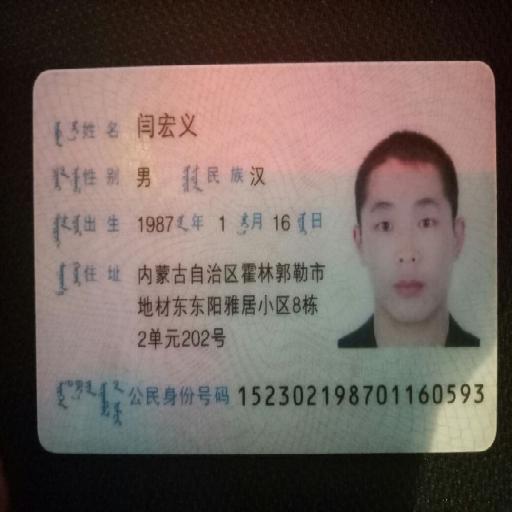 姓名 闫宏义
性别 男 民族 汉
出生 1987 年 1 月 16 日
住址 内蒙古自治区霍林郭勒市
地材东东阳雅居小区8栋
2单元202号
公民身份号码 152302198701160593